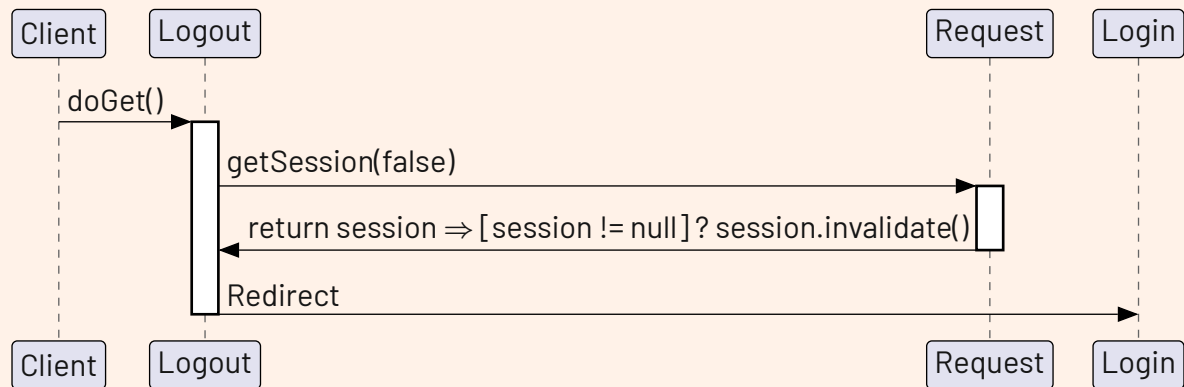 Client Logout Request Login
doGet()
getSession(false)
return session ⇒ [session != null] ? session.invalidate()
Redirect
Client Logout Request Login